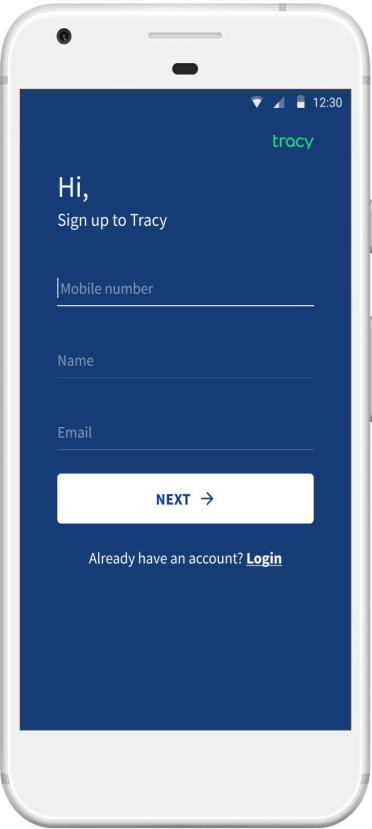 12:30
tracy
Hi,
Sign up to Tracy
Mobile number
Name
Email
NEXT →
Already have an account? Login